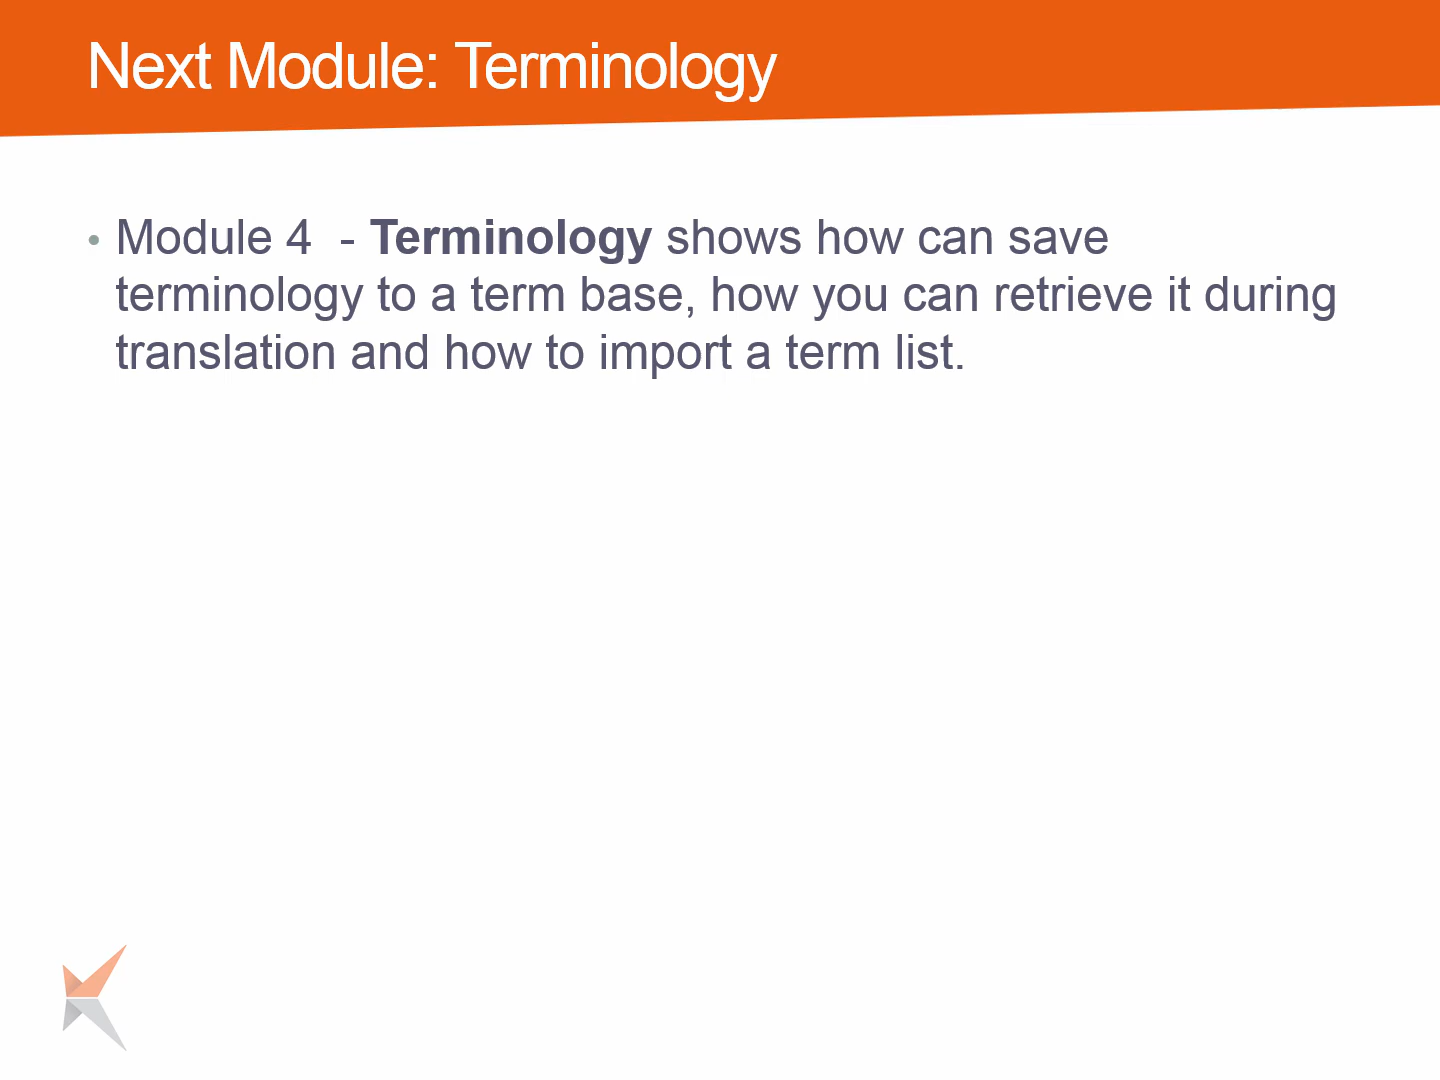 Next Module: Terminology
• Module 4  - Terminology shows how can save
terminology to a term base, how you can retrieve it during
translation and how to import a term list.